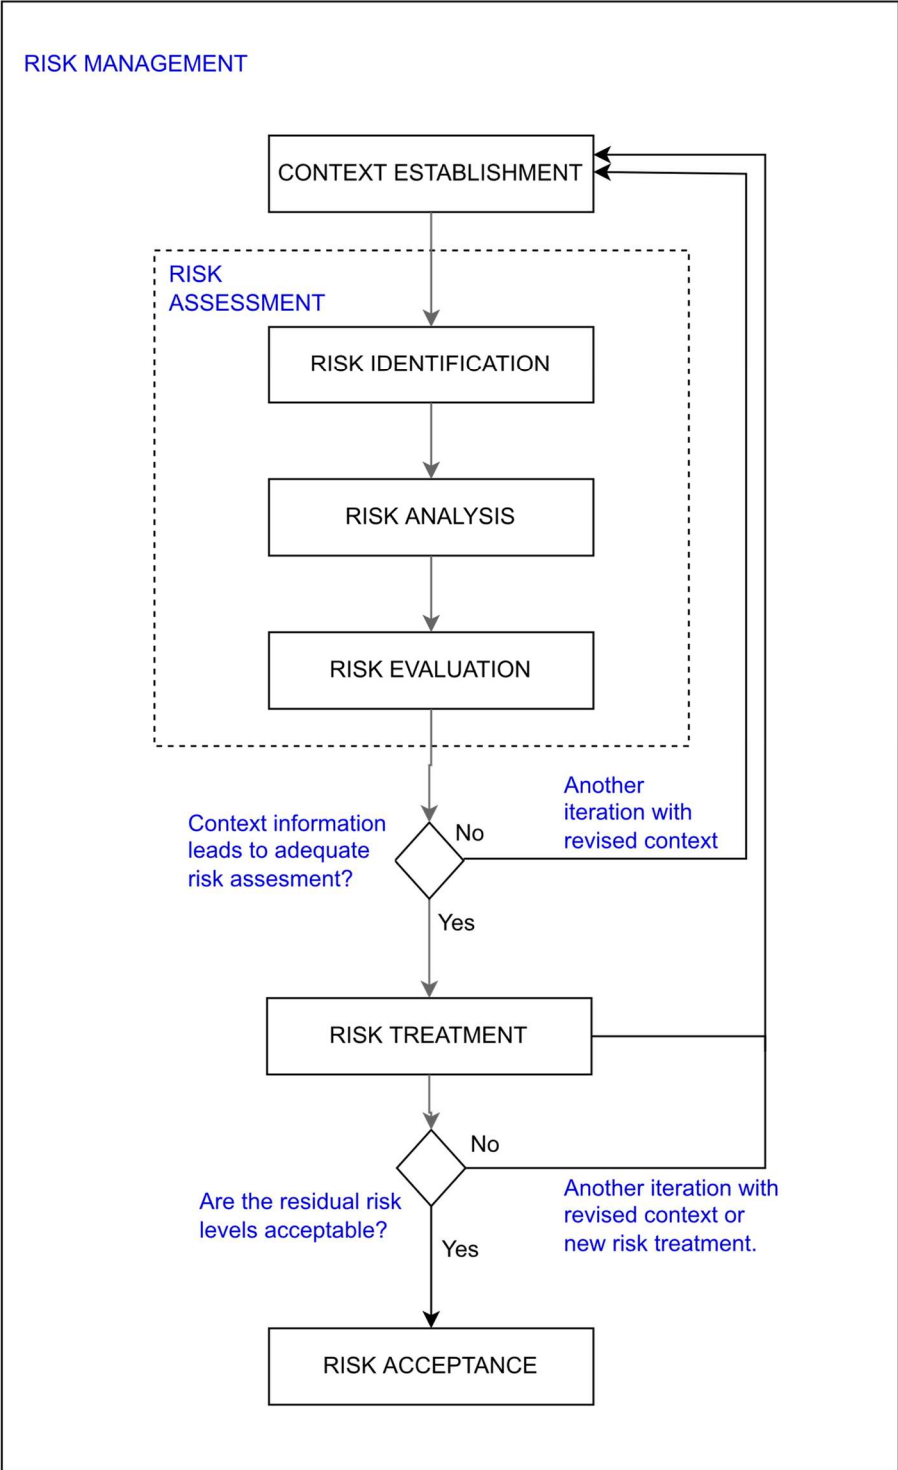 RISK MANAGEMENT
CONTEXT ESTABLISHMENT
RISK
ASSESSMENT
RISK IDENTIFICATION
RISK ANALYSIS
RISK EVALUATION
Another
iteration with
revised context
Context information
leads to adequate
risk assesment?
No
Yes
RISK TREATMENT
No
Are the residual risk
levels acceptable?
Another iteration with
revised context or
new risk treatment.
Yes
RISK ACCEPTANCE